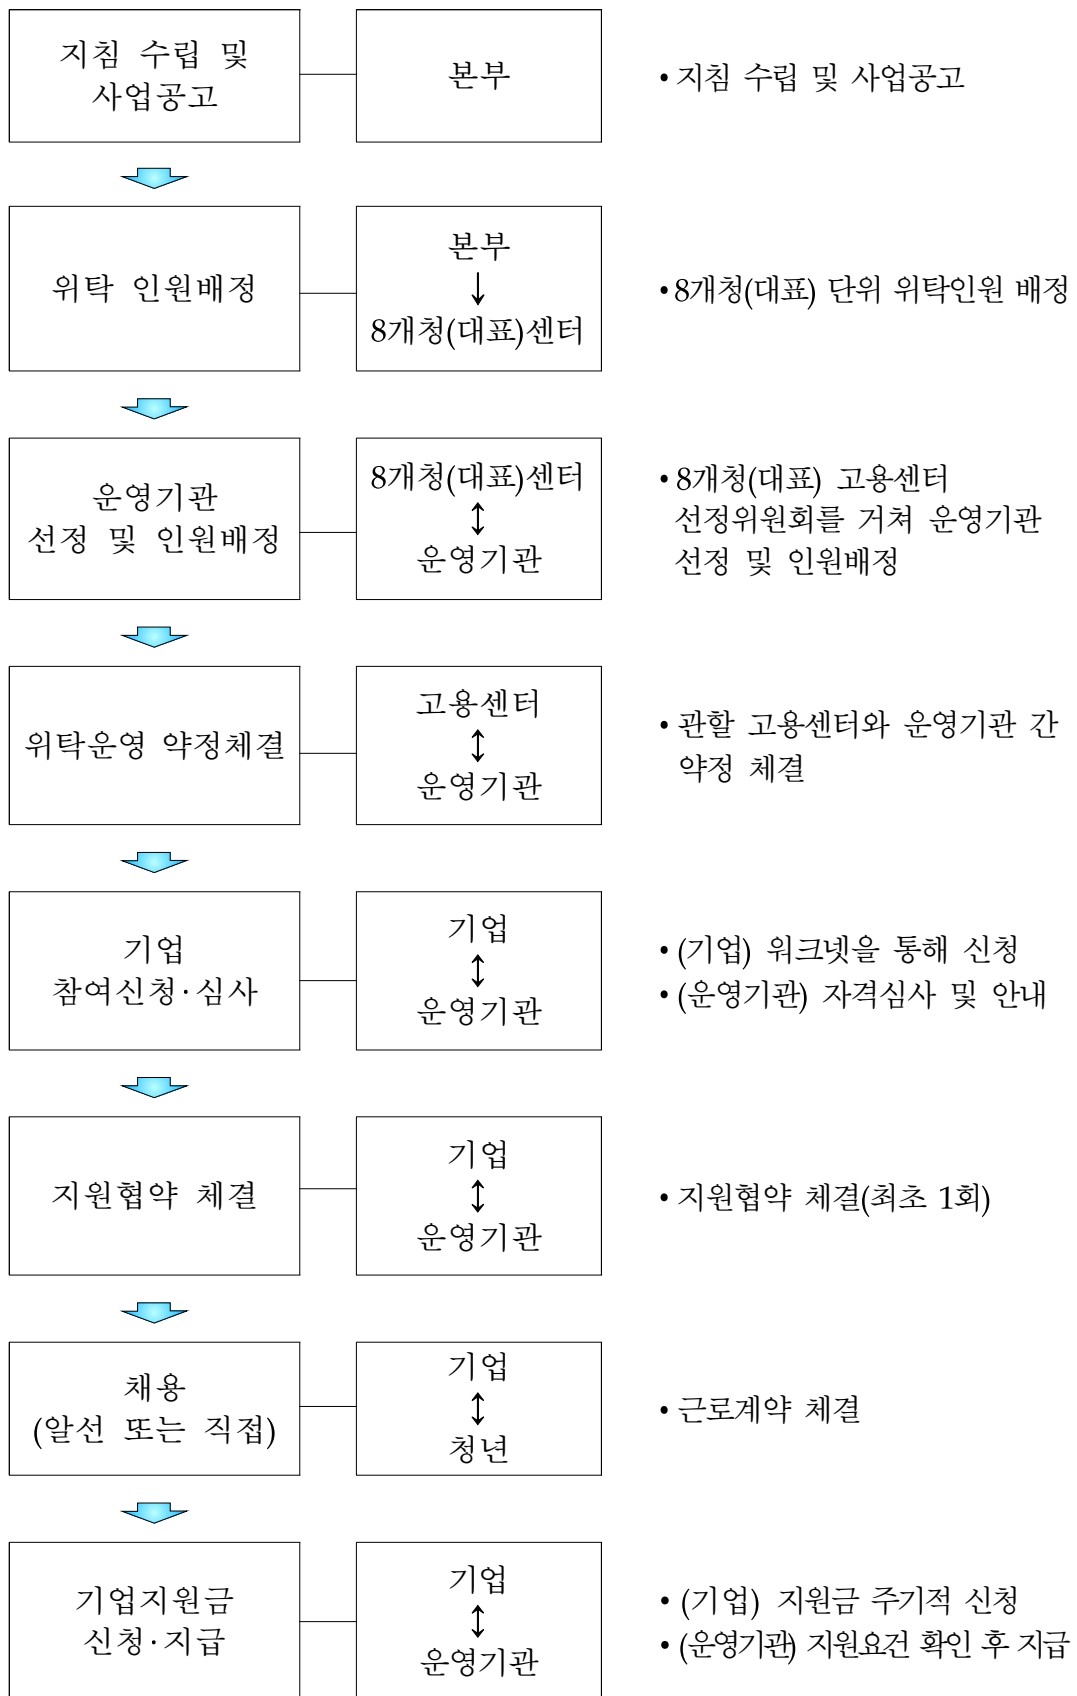 지침 수립 및
사업공고
본부
• 지침 수립 및 사업공고
위탁 인원배정
본부
↓
8개청(대표)센터
• 8개청(대표) 단위 위탁인원 배정
운영기관
선정 및 인원배정
8개청(대표)센터
↕
운영기관
• 8개청(대표) 고용센터
선정위원회를 거쳐 운영기관
선정 및 인원배정
위탁운영 약정체결
고용센터
↕
운영기관
• 관할 고용센터와 운영기관 간
약정 체결
기업
참여신청·심사
기업
↕
운영기관
• (기업) 워크넷을 통해 신청
• (운영기관) 자격심사 및 안내
지원협약 체결
기업
↕
운영기관
• 지원협약 체결(최초 1회)
채용
(알선 또는 직접)
기업
↕
청년
• 근로계약 체결
기업지원금
신청·지급
기업
↕
운영기관
• (기업) 지원금 주기적 신청
• (운영기관) 지원요건 확인 후 지급